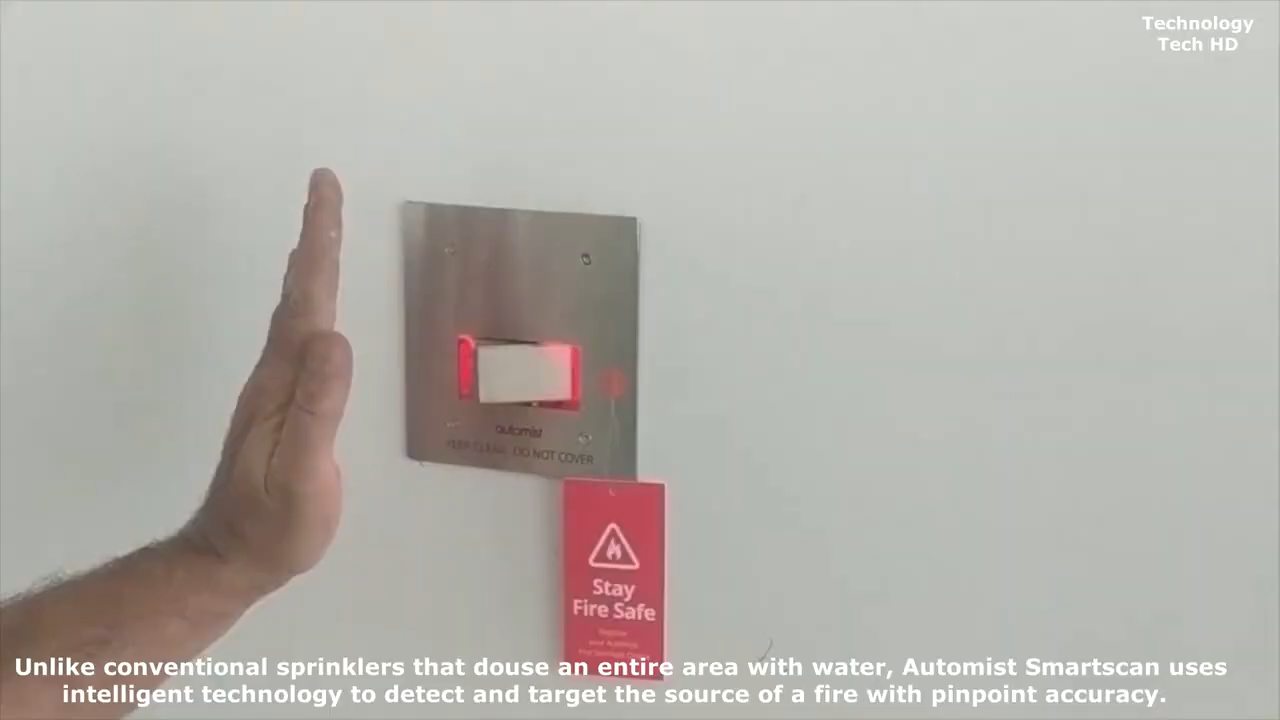 Technology
Tech HD
automist
KEEP CLEAR. DO NOT COVER
Stay
Fire Safe
Unlike conventional sprinklers that douse an entire area with water, Automist Smartscan uses
intelligent technology to detect and target the source of a fire with pinpoint accuracy.